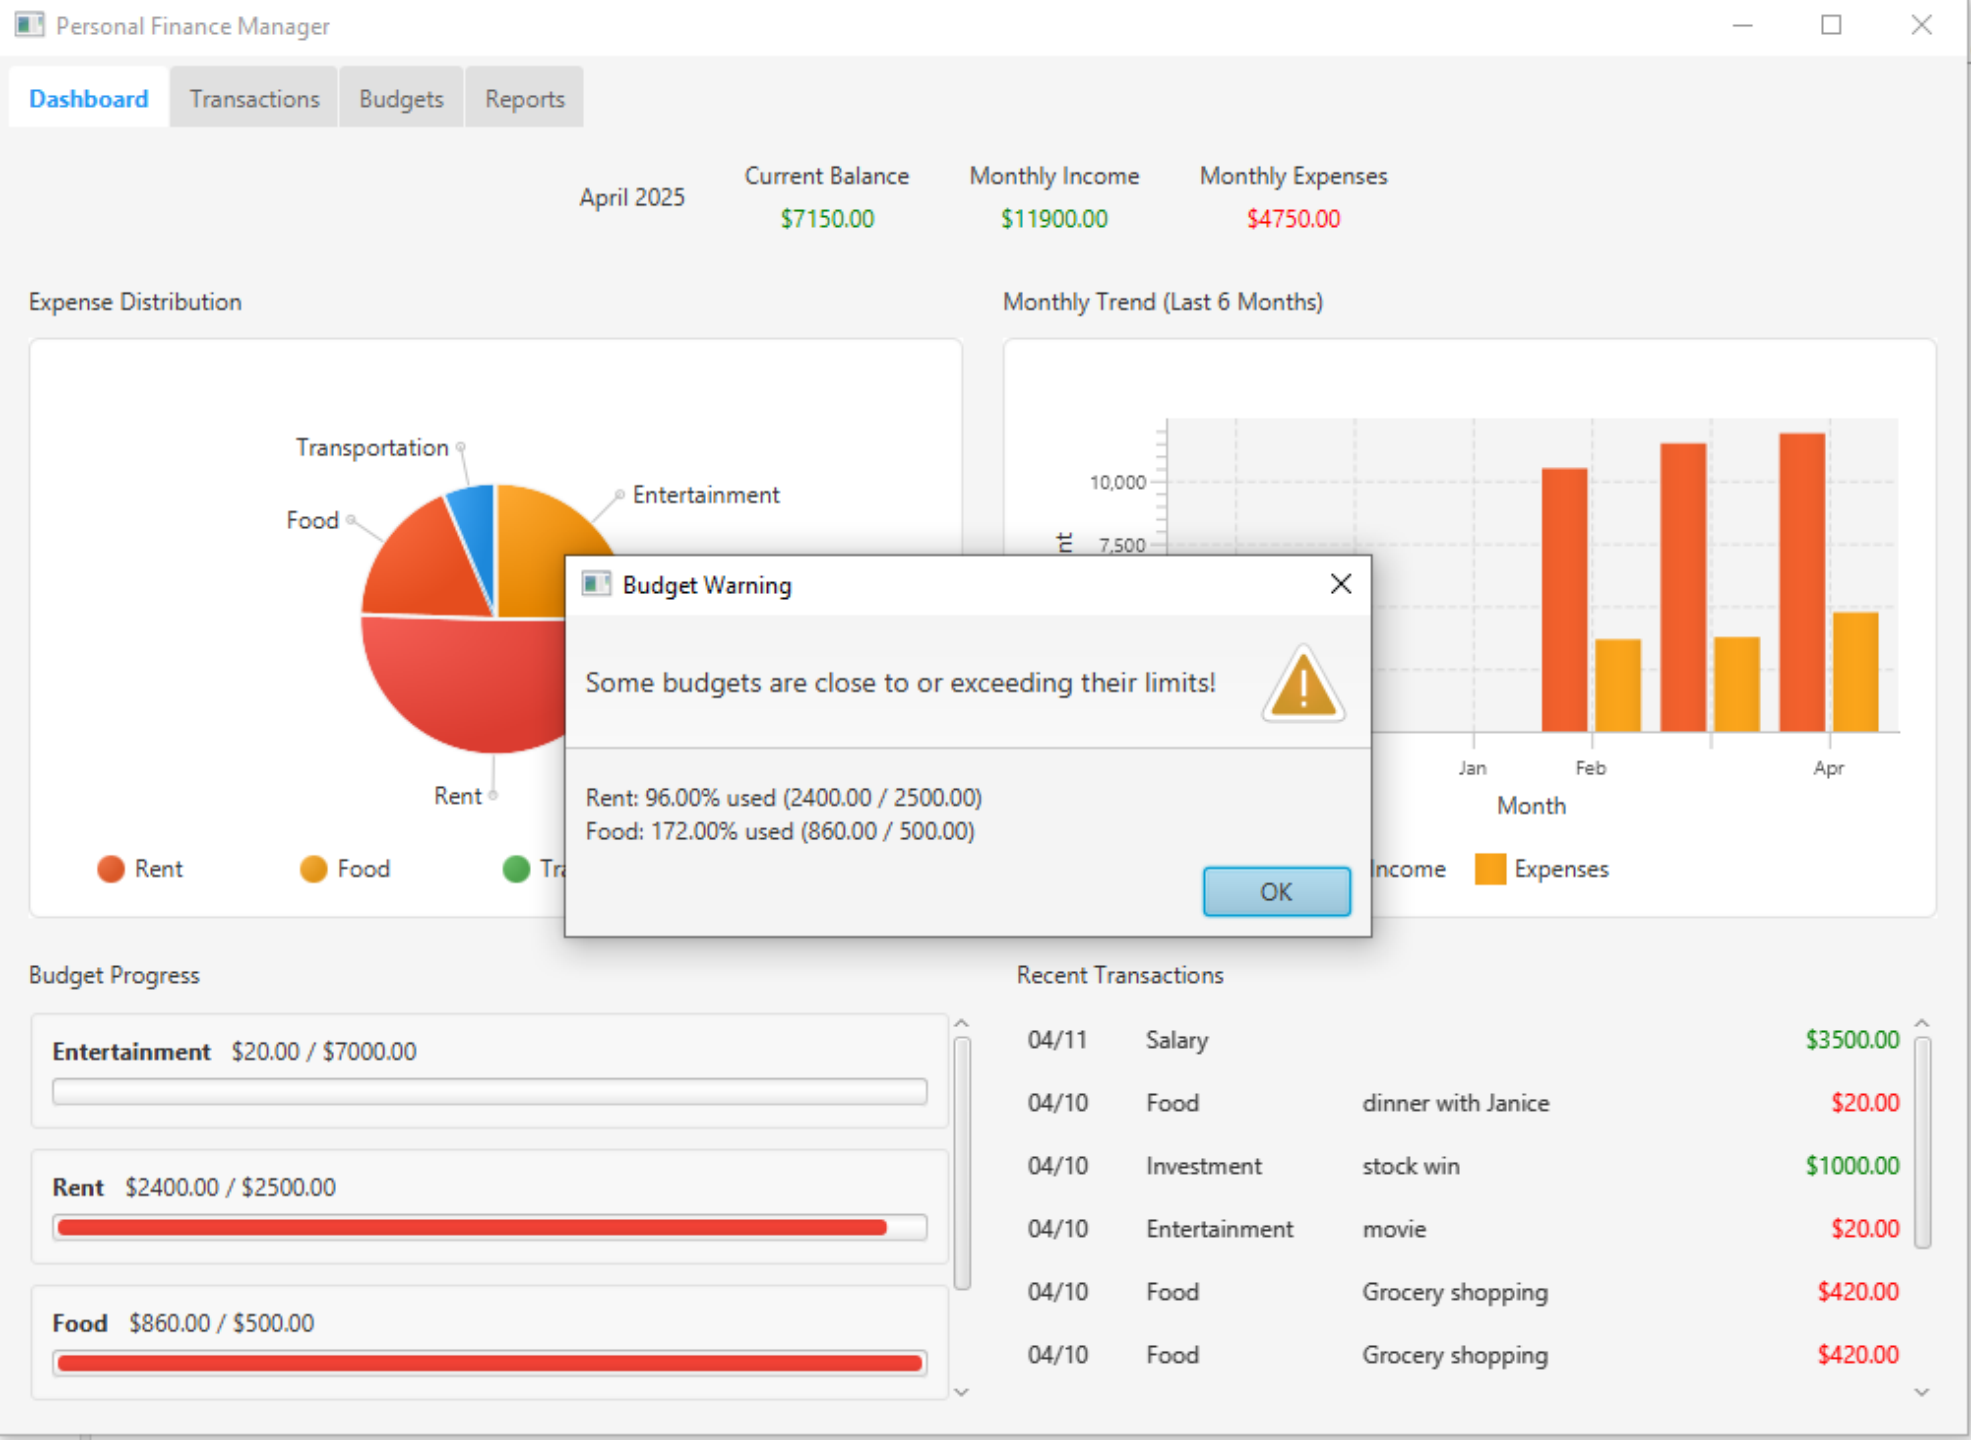 Personal Finance Manager
Dashboard Transactions Budgets Reports
April 2025
Current Balance Monthly Income Monthly Expenses
$7150.00 $11900.00 $4750.00
Expense Distribution
Transportation
Entertainment
Food
Rent
Rent Food
Monthly Trend (Last 6 Months)
10,000
7,500
Jan Feb Apr
Month
Income Expenses
Budget Warning
Some budgets are close to or exceeding their limits!
Rent: 96.00% used (2400.00 / 2500.00)
Food: 172.00% used (860.00 / 500.00)
OK
Budget Progress
Entertainment $20.00 / $7000.00
Rent $2400.00 / $2500.00
Food $860.00 / $500.00
Recent Transactions
04/11 Salary $3500.00
04/10 Food dinner with Janice $20.00
04/10 Investment stock win $1000.00
04/10 Entertainment movie $20.00
04/10 Food Grocery shopping $420.00
04/10 Food Grocery shopping $420.00